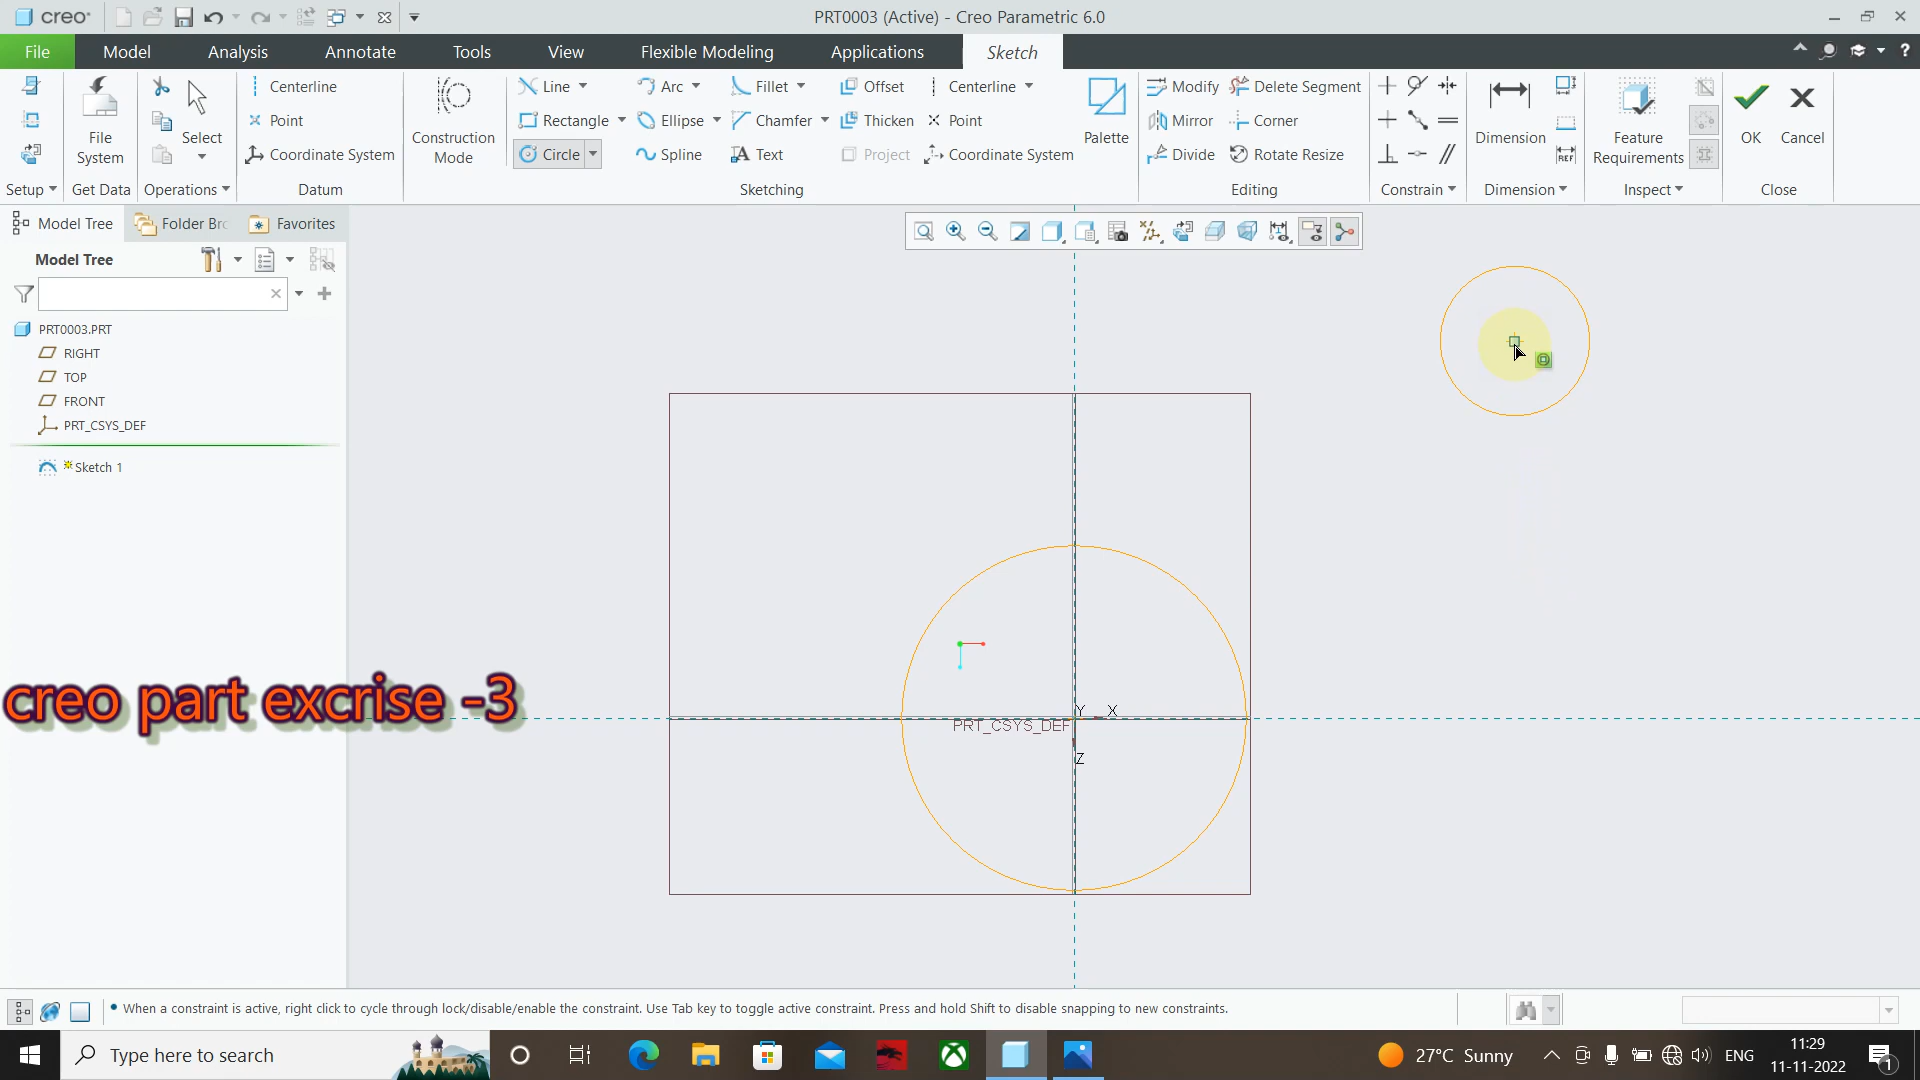 creo
PRT0003 (Active) - Creo Parametric 6.0
File Model Analysis Annotate Tools View Flexible Modeling Applications Sketch
Centerline Line Arc Fillet Offset Centerline Modify Delete Segment
Point Rectangle Ellipse Chamfer Thicken Point Mirror Corner
File System Select Construction Mode Palette Dimension Feature Requirements OK Cancel
Coordinate System Circle Spline Text Project Coordinate System Divide Rotate Resize
REF
Setup Get Data Operations Datum Sketching Editing Constrain Dimension Inspect Close
Model Tree Folder Br Favorites
Model Tree
PRT0003.PRT
RIGHT
TOP
FRONT
PRT_CSYS_DEF
Sketch 1
creo part excrise -3
Y X
PRT_CSYS_DEF
Z
When a constraint is active, right click to cycle through lock/disable/enable the constraint. Use Tab key to toggle active constraint. Press and hold Shift to disable snapping to new constraints.
Type here to search
27°C Sunny
ENG
11:29
11-11-2022
1